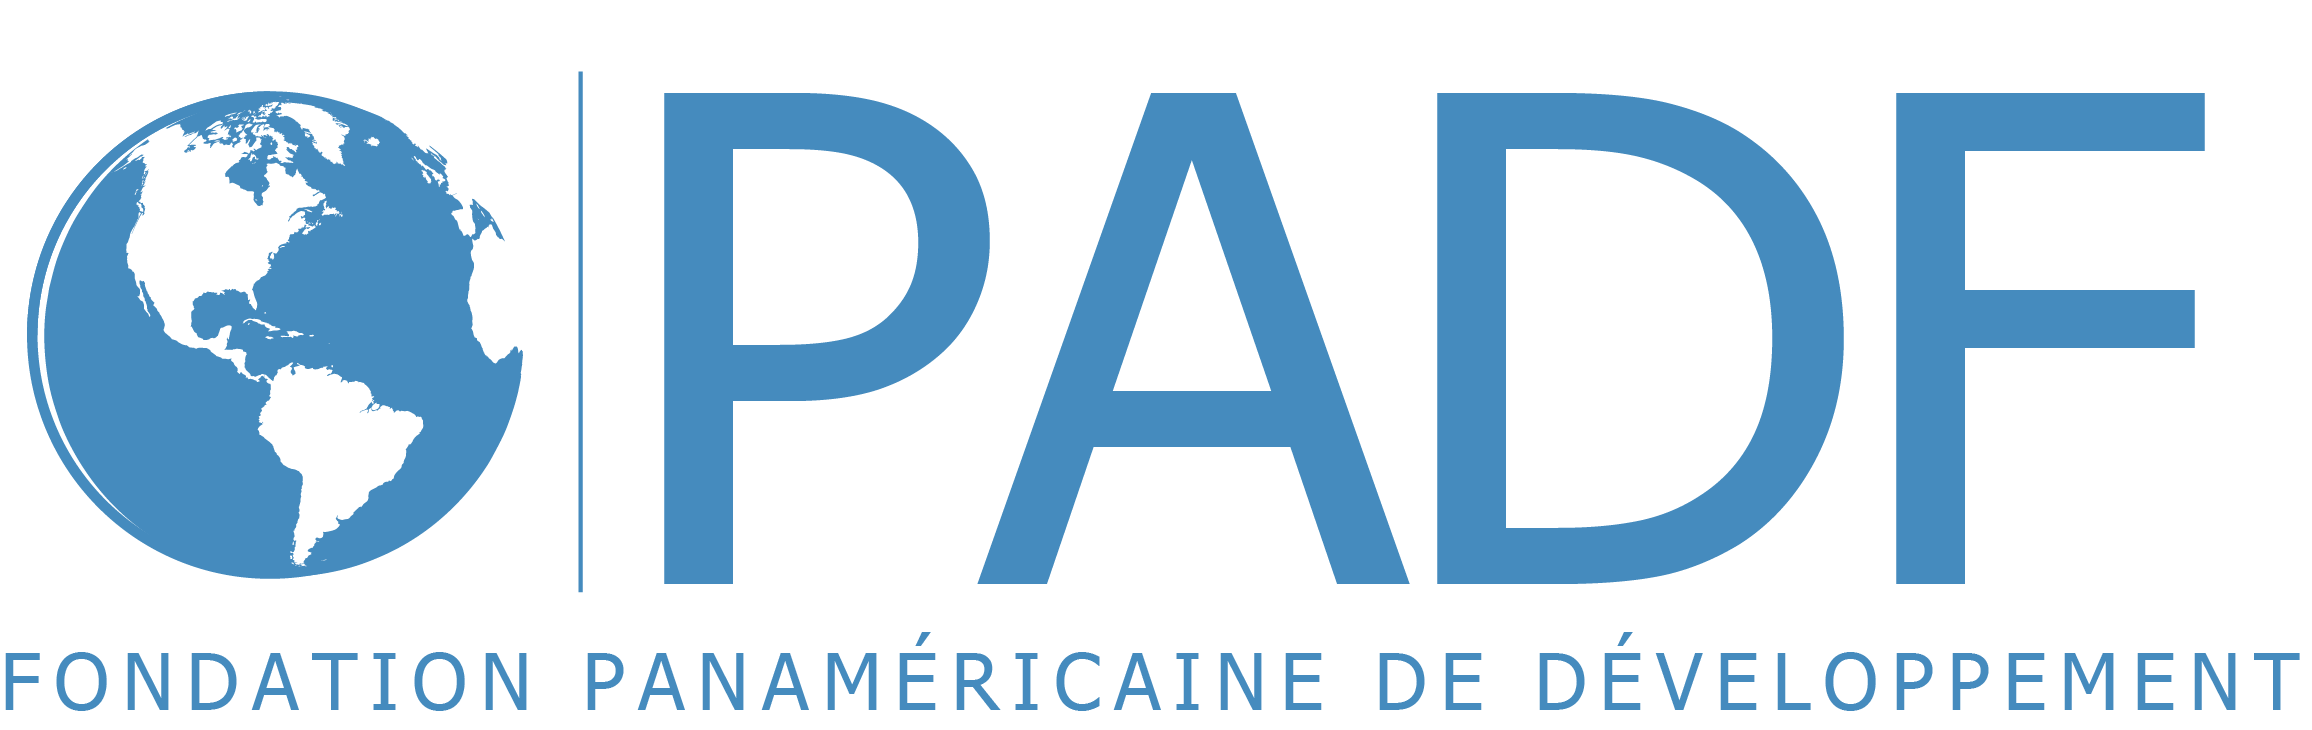 PADF
FONDATION PANAMÉRICAINE DE DÉVELOPPEMENT